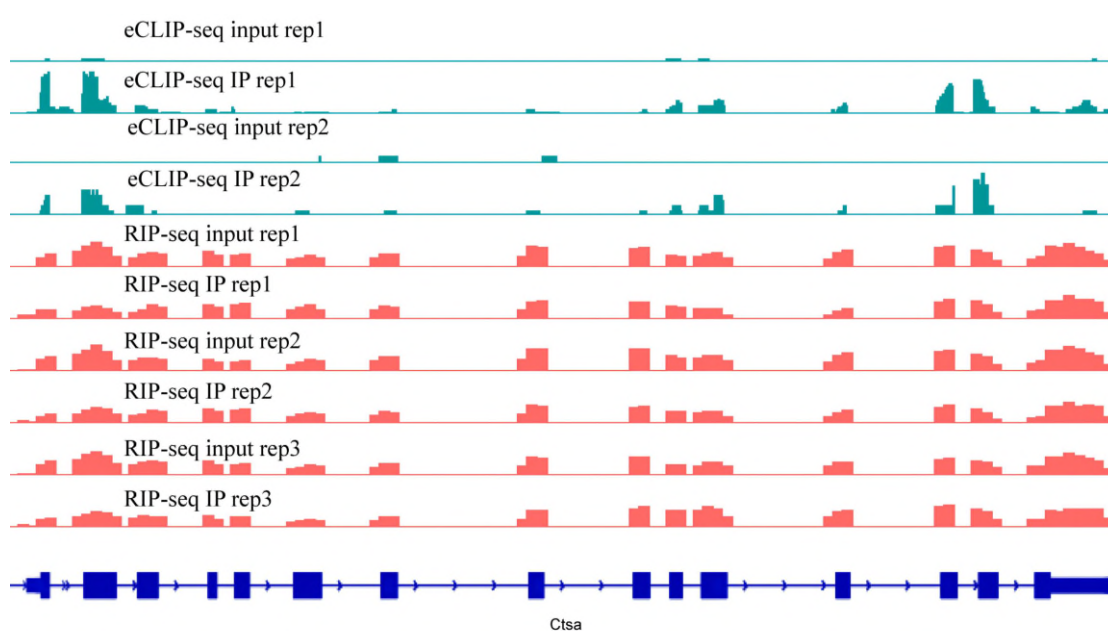 eCLIP-seq input rep1
eCLIP-seq IP rep1
eCLIP-seq input rep2
eCLIP-seq IP rep2
RIP-seq input rep1
RIP-seq IP rep1
RIP-seq input rep2
RIP-seq IP rep2
RIP-seq input rep3
RIP-seq IP rep3
Ctsa